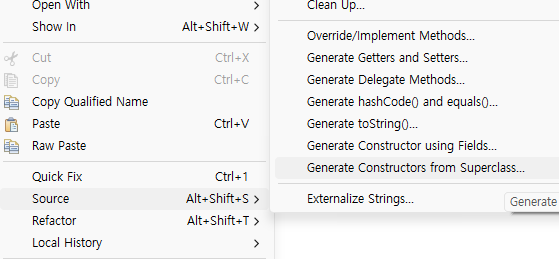 Open With
Show In Alt+Shift+W
Cut Ctrl+X
Copy Ctrl+C
Copy Qualified Name
Paste Ctrl+V
Raw Paste
Quick Fix Ctrl+1
Source Alt+Shift+S
Refactor Alt+Shift+T
Local History
Clean Up...
Override/Implement Methods...
Generate Getters and Setters...
Generate Delegate Methods...
Generate hashCode() and equals()...
Generate toString()...
Generate Constructor using Fields...
Generate Constructors from Superclass...
Externalize Strings...
Generate